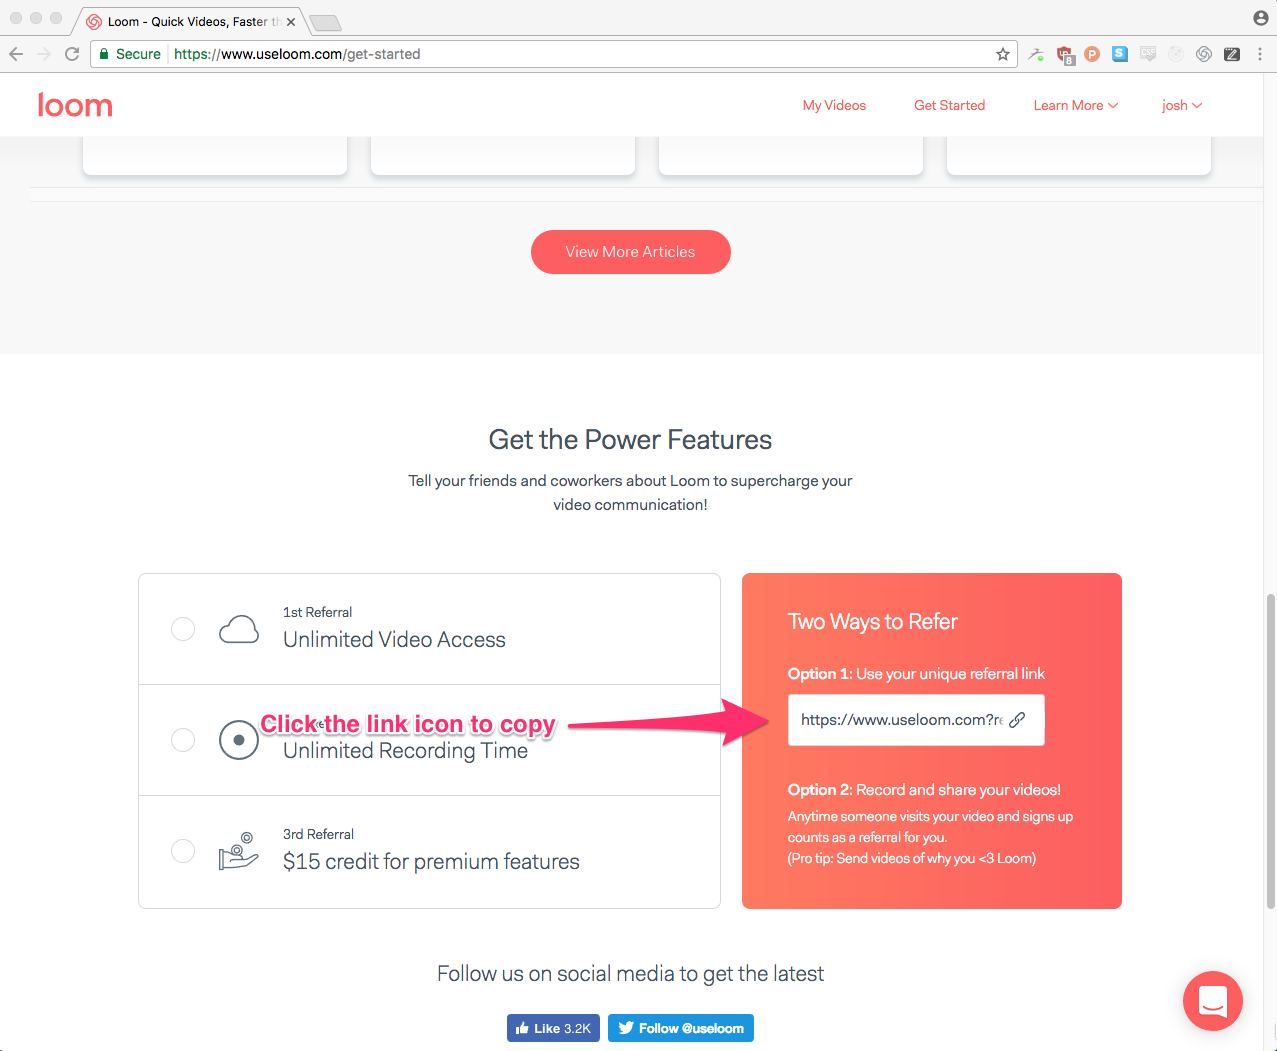 Loom - Quick Videos, Faster th
Secure https://www.useloom.com/get-started
8
loom
My Videos Get Started Learn More josh
View More Articles
Get the Power Features
Tell your friends and coworkers about Loom to supercharge your
video communication!
1st Referral
Unlimited Video Access
Click the link icon to copy
Unlimited Recording Time
3rd Referral
$15 credit for premium features
Two Ways to Refer
Option 1: Use your unique referral link
https://www.useloom.com?re
Option 2: Record and share your videos!
Anytime someone visits your video and signs up
counts as a referral for you.
(Pro tip: Send videos of why you <3 Loom)
Follow us on social media to get the latest
Like 3.2K
Follow @useloom